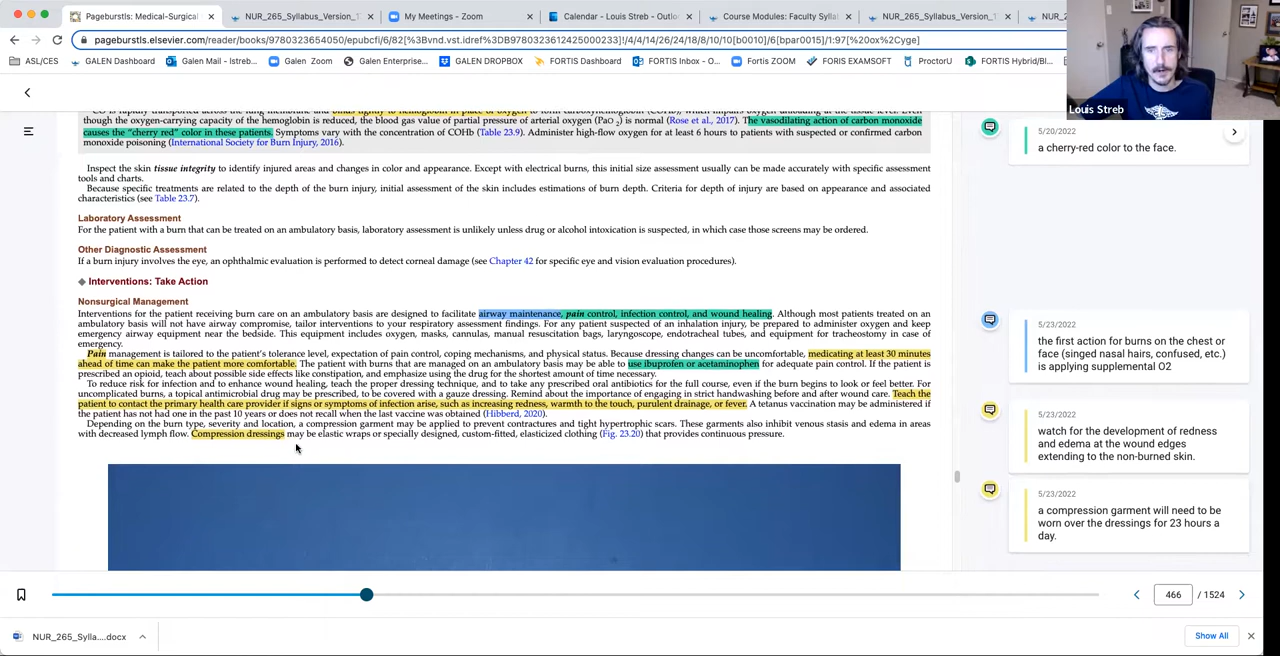 Pageburstls: Medical-Surgical
NUR_265_Syllabus_Version_1
My Meetings - Zoom
Calendar - Louis Streb - Outlo
Course Modules: Faculty Sylla
NUR_265_Syllabus_Version_1
NUR_2
pageburstls.elsevier.com/reader/books/9780323654050/epubcfi/6/82[%3Bvnd.vst.idref%3DB9780323612425000233]!/4/4/14/26/24/18/8/10/10[b0010]/6[bpar0015]/1:97[%20ox%2Cyge]
ASL/CES
GALEN Dashboard
Galen Mail - lstreb...
Galen Zoom
Galen Enterprise...
GALEN DROPBOX
FORTIS Dashboard
FORTIS Inbox - O...
Fortiz ZOOM
FORIS EXAMSOFT
ProctorU
FORTIS Hybrid/Bl...
Louis Streb
though the oxygen-carrying capacity of the hemoglobin is reduced, the blood gas value of partial pressure of arterial oxygen (PaO2) is normal (Rose et al., 2017). The vasodilating action of carbon monoxide
causes the “cherry red” color in these patients. Symptoms vary with the concentration of COHb (Table 23.9). Administer high-flow oxygen for at least 6 hours to patients with suspected or confirmed carbon
monoxide poisoning (International Society for Burn Injury, 2016).
Inspect the skin tissue integrity to identify injured areas and changes in color and appearance. Except with electrical burns, this initial size assessment usually can be made accurately with specific assessment
tools and charts.
Because specific treatments are related to the depth of the burn injury, initial assessment of the skin includes estimations of burn depth. Criteria for depth of injury are based on appearance and associated
characteristics (see Table 23.7).
Laboratory Assessment
For the patient with a burn that can be treated on an ambulatory basis, laboratory assessment is unlikely unless drug or alcohol intoxication is suspected, in which case those screens may be ordered.
Other Diagnostic Assessment
If a burn injury involves the eye, an ophthalmic evaluation is performed to detect corneal damage (see Chapter 42 for specific eye and vision evaluation procedures).
◆ Interventions: Take Action
Nonsurgical Management
Interventions for the patient receiving burn care on an ambulatory basis are designed to facilitate airway maintenance, pain control, infection control, and wound healing. Although most patients treated on an
ambulatory basis will not have airway compromise, tailor interventions to your respiratory assessment findings. For any patient suspected of an inhalation injury, be prepared to administer oxygen and keep
emergency airway equipment near the bedside. This equipment includes oxygen, masks, cannulas, manual resuscitation bags, laryngoscope, endotracheal tubes, and equipment for tracheostomy in case of
emergency.
Pain management is tailored to the patient's tolerance level, expectation of pain control, coping mechanisms, and physical status. Because dressing changes can be uncomfortable, medicating at least 30 minutes
ahead of time can make the patient more comfortable. The patient with burns that are managed on an ambulatory basis may be able to use ibuprofen or acetaminophen for adequate pain control. If the patient is
prescribed an opioid, teach about possible side effects like constipation, and emphasize using the drug for the shortest amount of time necessary.
To reduce risk for infection and to enhance wound healing, teach the proper dressing technique, and to take any prescribed oral antibiotics for the full course, even if the burn begins to look or feel better. For
uncomplicated burns, a topical antimicrobial drug may be prescribed, to be covered with a gauze dressing. Remind about the importance of engaging in strict handwashing before and after wound care. Teach the
patient to contact the primary health care provider if signs or symptoms of infection arise, such as increasing redness, warmth to the touch, purulent drainage, or fever. A tetanus vaccination may be administered if
the patient has not had one in the past 10 years or does not recall when the last vaccine was obtained (Hibberd, 2020).
Depending on the burn type, severity and location, a compression garment may be applied to prevent contractures and tight hypertrophic scars. These garments also inhibit venous stasis and edema in areas
with decreased lymph flow. Compression dressings may be elastic wraps or specially designed, custom-fitted, elasticized clothing (Fig. 23.20) that provides continuous pressure.
5/20/2022
a cherry-red color to the face.
5/23/2022
the first action for burns on the chest or
face (singed nasal hairs, confused, etc.)
is applying supplemental O2
5/23/2022
watch for the development of redness
and edema at the wound edges
extending to the non-burned skin.
5/23/2022
a compression garment will need to be
worn over the dressings for 23 hours a
day.
466 / 1524
NUR_265_Sylla....docx
Show All